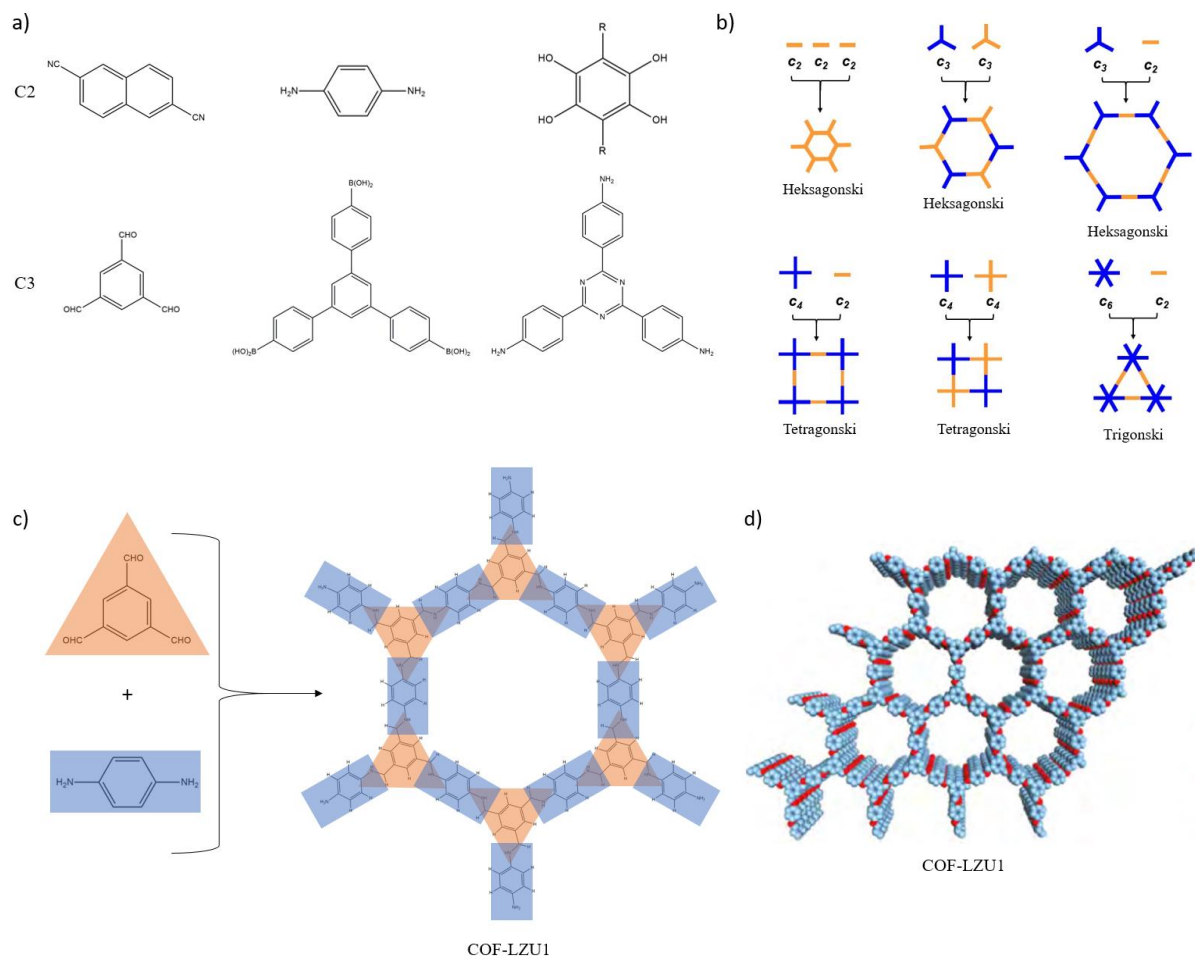 a)
C2
NC
CN
H₂N
NH₂
R
HO
OH
HO
OH
R
C3
CHO
OHC
CHO
B(OH)₂
(HO)₂B
B(OH)₂
NH₂
N
N
N
H₂N
NH₂
b)
C₂ C₂ C₂
Heksagonski
C₃ C₃
Heksagonski
C₃ C₂
Heksagonski
C₄ C₂
Tetragonski
C₄ C₄
Tetragonski
C₆ C₂
Trigonski
c)
CHO
OHC
CHO
+
H₂N
NH₂
COF-LZU1
d)
COF-LZU1